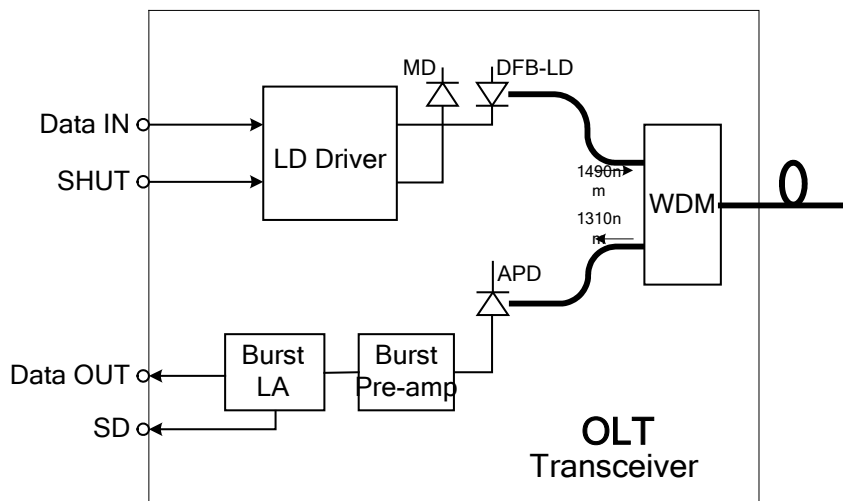 MD
DFB-LD
Data IN
LD Driver
SHUT
1490n
m
WDM
1310n
m
APD
Burst
LA
Burst
Pre-amp
Data OUT
SD
OLT
Transceiver